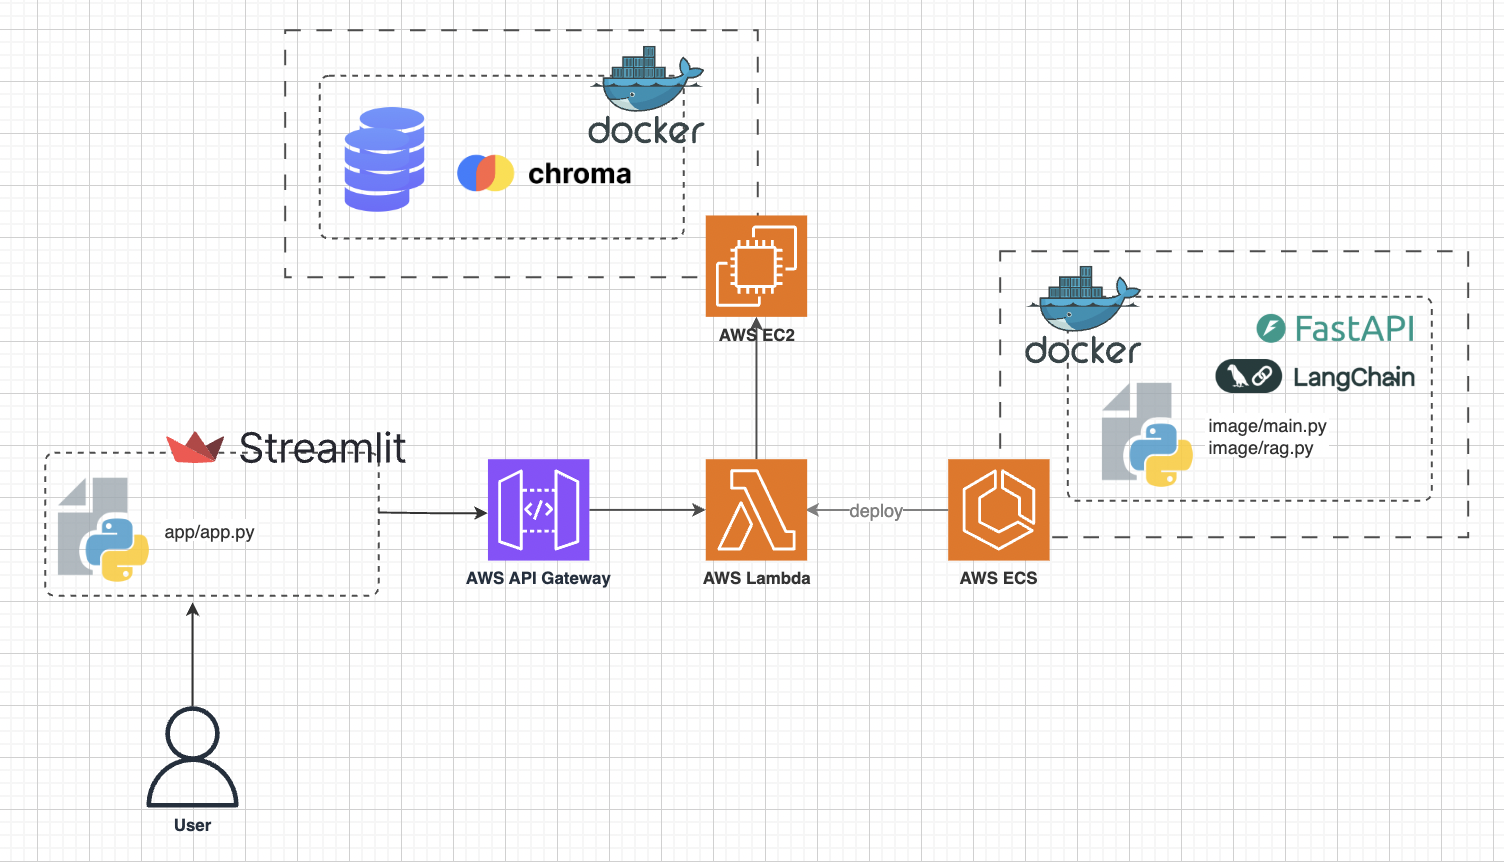 docker
chroma
AWS EC2
docker
FastAPI
LangChain
image/main.py
image/rag.py
Streamlit
app/app.py
</>
deploy
AWS API Gateway
AWS Lambda
AWS ECS
User